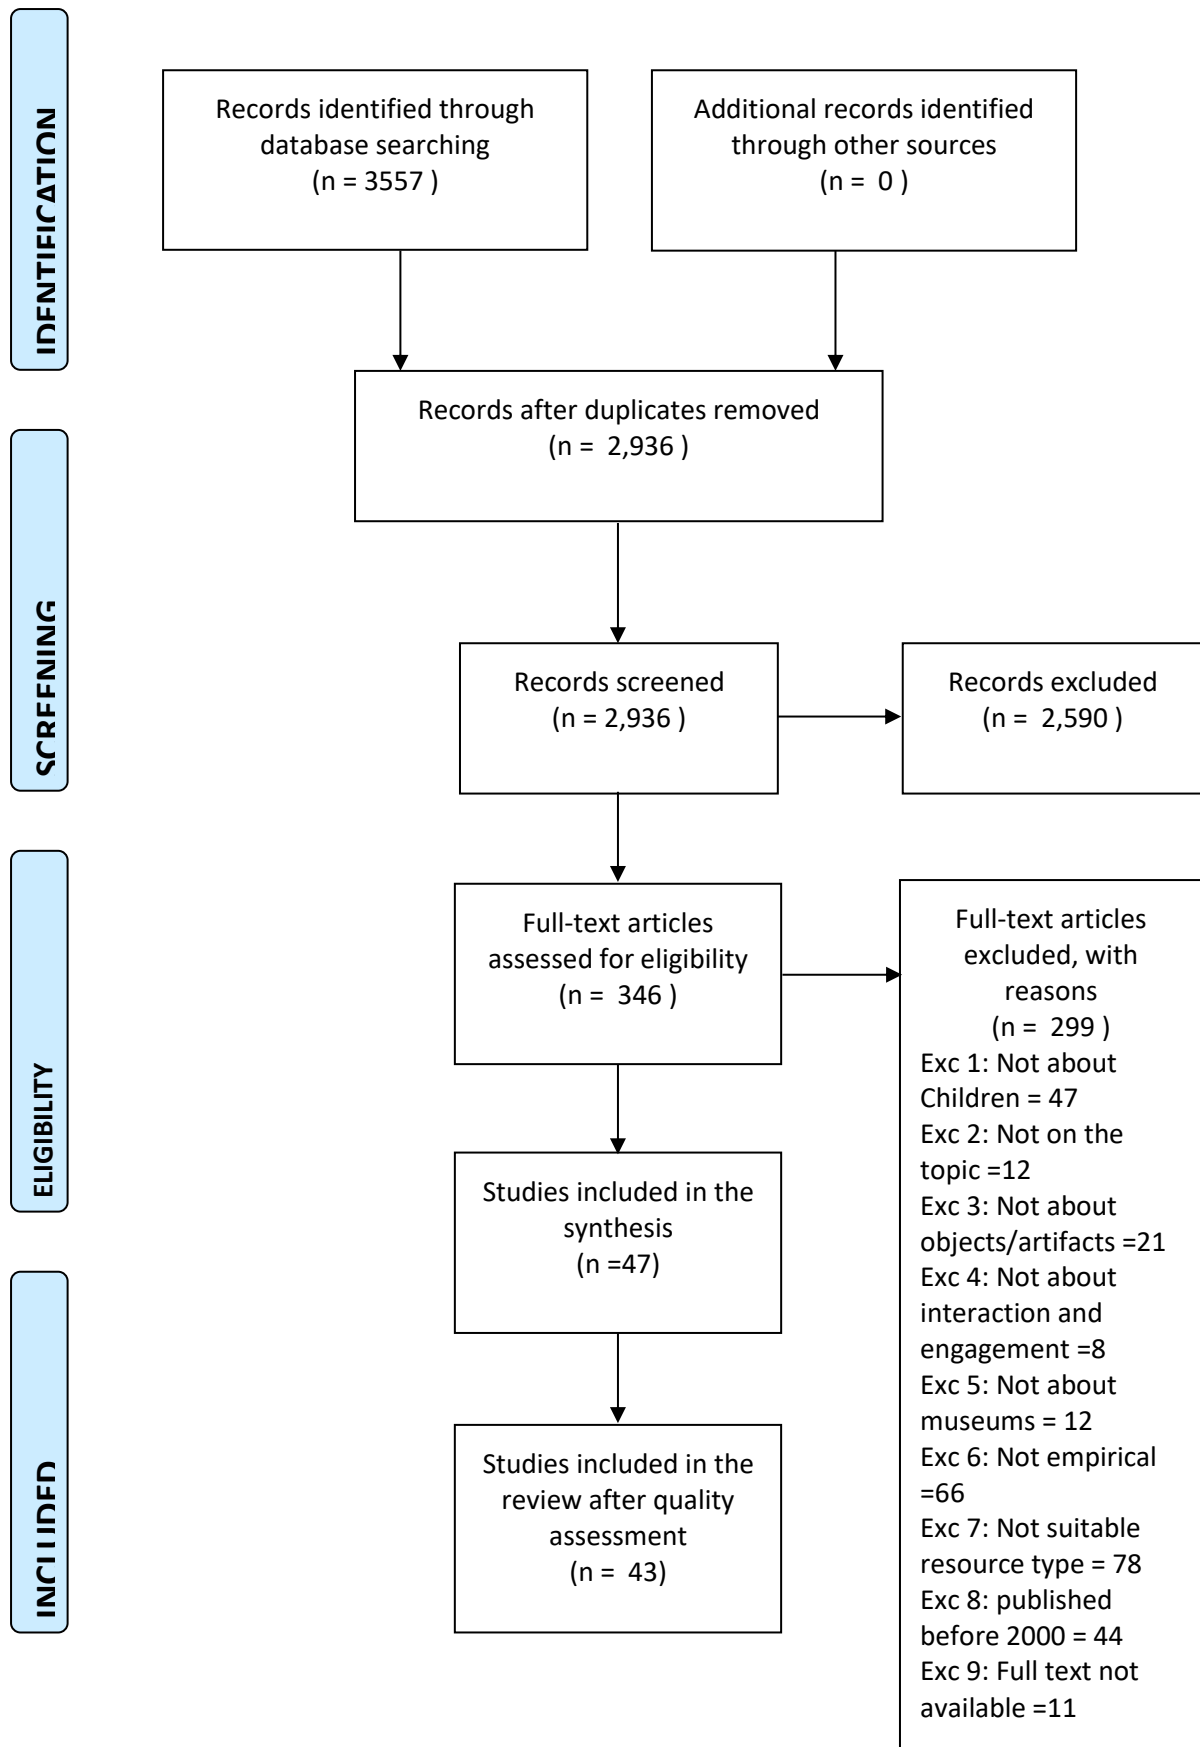 IDENTIFICATION
Records identified through
database searching
(n = 3557 )
Additional records identified
through other sources
(n =  0 )
Records after duplicates removed
(n =  2,936 )
SCREENING
Records screened
(n = 2,936 )
Records excluded
(n =  2,590 )
ELIGIBILITY
Full-text articles
assessed for eligibility
(n =  346 )
Full-text articles
excluded, with
reasons
(n =  299 )
Exc 1: Not about
Children = 47
Exc 2: Not on the
topic =12
Exc 3: Not about
objects/artifacts =21
Exc 4: Not about
interaction and
engagement =8
Exc 5: Not about
museums = 12
Exc 6: Not empirical
=66
Exc 7: Not suitable
resource type = 78
Exc 8: published
before 2000 = 44
Exc 9: Full text not
available =11
Studies included in the
synthesis
(n =47)
INCLUDED
Studies included in the
review after quality
assessment
(n =  43)